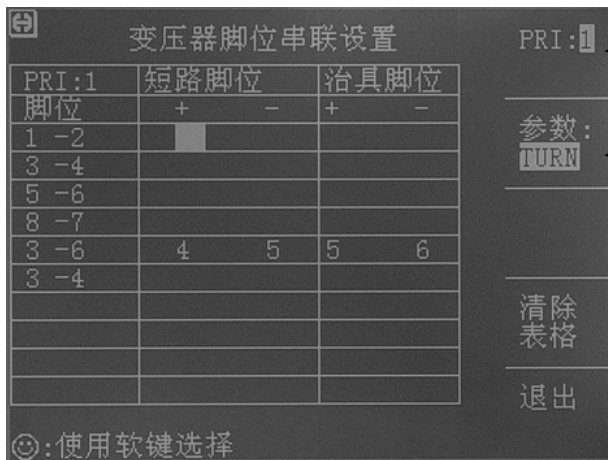 变压器脚位串联设置
PRI:1
PRI:1 短路脚位 治具脚位
脚位 + - + -
1 -2
3 -4
5 -6
8 -7
3 -6 4 5 5 6
3 -4
参数:
TURN
清除
表格
退出
:使用软键选择